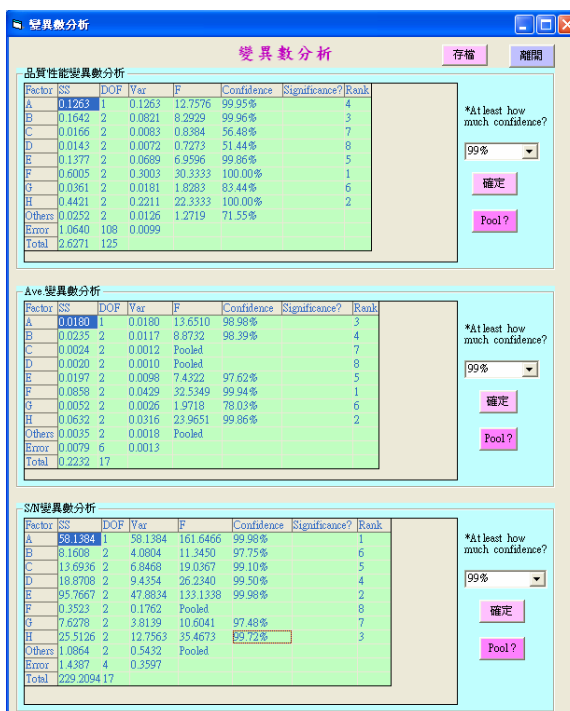 變異數分析
變異數分析
存檔
離開
品質性能變異數分析
Factor SS DOF Var F Confidence Significance? Rank
A 0.1263 1 0.1263 12.7576 99.95% 4
B 0.1642 2 0.0821 8.2929 99.96% 3
C 0.0166 2 0.0083 0.8384 56.48% 7
D 0.0143 2 0.0072 0.7273 51.44% 8
E 0.1377 2 0.0689 6.9596 99.86% 5
F 0.6005 2 0.3003 30.3333 100.00% 1
G 0.0361 2 0.0181 1.8283 83.44% 6
H 0.4421 2 0.2211 22.3333 100.00% 2
Others 0.0252 2 0.0126 1.2719 71.55%
Error 1.0640 108 0.0099
Total 2.6271 125
*At least how
much confidence?
99%
確定
Pool?
Ave.變異數分析
Factor SS DOF Var F Confidence Significance? Rank
A 0.0180 1 0.0180 13.6510 98.98% 3
B 0.0235 2 0.0117 8.8732 98.39% 4
C 0.0024 2 0.0012 Pooled 7
D 0.0020 2 0.0010 Pooled 8
E 0.0197 2 0.0098 7.4322 97.62% 5
F 0.0858 2 0.0429 32.5349 99.94% 1
G 0.0052 2 0.0026 1.9718 78.03% 6
H 0.0632 2 0.0316 23.9651 99.86% 2
Others 0.0035 2 0.0018 Pooled
Error 0.0079 6 0.0013
Total 0.2232 17
*At least how
much confidence?
99%
確定
Pool?
S/N變異數分析
Factor SS DOF Var F Confidence Significance? Rank
A 58.1384 1 58.1384 161.6466 99.98% 1
B 8.1608 2 4.0804 11.3450 97.75% 6
C 13.6936 2 6.8468 19.0367 99.10% 5
D 18.8708 2 9.4354 26.2340 99.50% 4
E 95.7667 2 47.8834 133.1338 99.98% 2
F 0.3523 2 0.1762 Pooled 8
G 7.6278 2 3.8139 10.6041 97.48% 7
H 25.5126 2 12.7563 35.4673 99.72% 3
Others 1.0864 2 0.5432 Pooled
Error 1.4387 4 0.3597
Total 229.2094 17
*At least how
much confidence?
99%
確定
Pool?